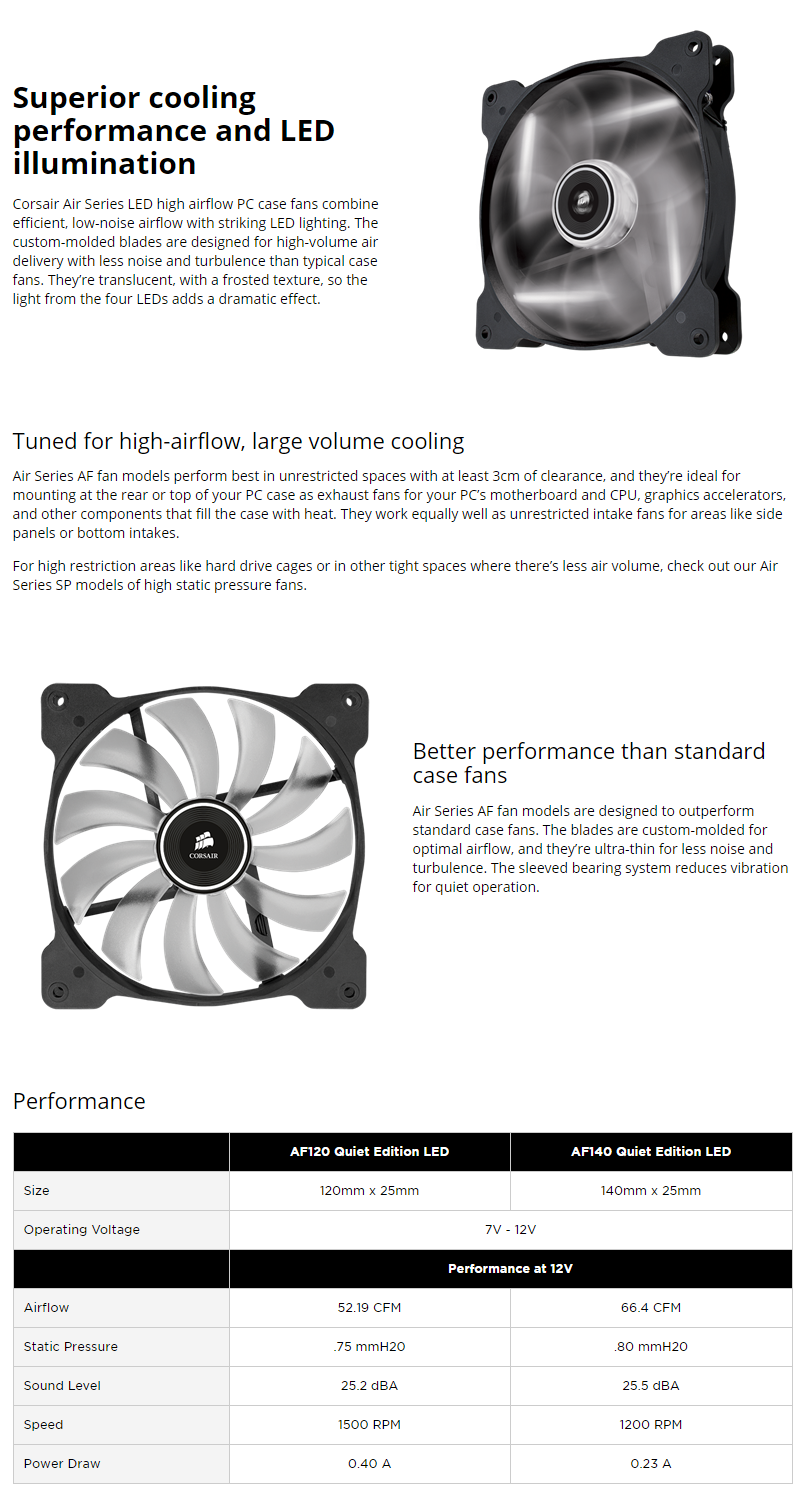 Superior cooling
performance and LED
illumination
Corsair Air Series LED high airflow PC case fans combine
efficient, low-noise airflow with striking LED lighting. The
custom-molded blades are designed for high-volume air
delivery with less noise and turbulence than typical case
fans. They’re translucent, with a frosted texture, so the
light from the four LEDs adds a dramatic effect.
Tuned for high-airflow, large volume cooling
Air Series AF fan models perform best in unrestricted spaces with at least 3cm of clearance, and they’re ideal for
mounting at the rear or top of your PC case as exhaust fans for your PC’s motherboard and CPU, graphics accelerators,
and other components that fill the case with heat. They work equally well as unrestricted intake fans for areas like side
panels or bottom intakes.
For high restriction areas like hard drive cages or in other tight spaces where there’s less air volume, check out our Air
Series SP models of high static pressure fans.
CORSAIR
Better performance than standard
case fans
Air Series AF fan models are designed to outperform
standard case fans. The blades are custom-molded for
optimal airflow, and they’re ultra-thin for less noise and
turbulence. The sleeved bearing system reduces vibration
for quiet operation.
Performance
AF120 Quiet Edition LED AF140 Quiet Edition LED
Size 120mm x 25mm 140mm x 25mm
Operating Voltage 7V - 12V
Performance at 12V
Airflow 52.19 CFM 66.4 CFM
Static Pressure .75 mmH20 .80 mmH20
Sound Level 25.2 dBA 25.5 dBA
Speed 1500 RPM 1200 RPM
Power Draw 0.40 A 0.23 A